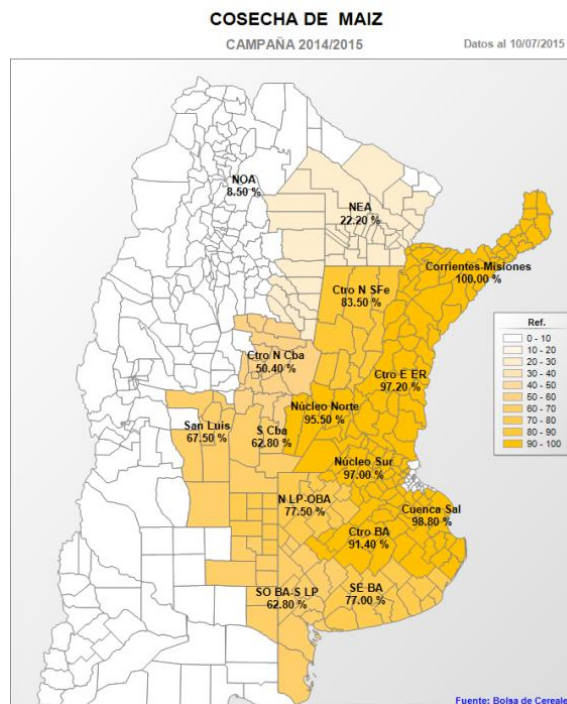 COSECHA DE MAIZ
CAMPAÑA 2014/2015
Datos al 10/07/2015
NOA
8.50 %
NEA
22.20 %
Corrientes-Misiones
100.00 %
Ctro N SFe
83.50 %
Ref.
0 - 10
10 - 20
20 - 30
30 - 40
40 - 50
50 - 60
60 - 70
70 - 80
80 - 90
90 - 100
Ctro N Cba
50.40 %
Ctro E ER
97.20 %
Núcleo Norte
95.50 %
San Luis
67.50 %
S Cba
62.80 %
Núcleo Sur
97.00 %
N LP-OBA
77.50 %
Cuenca Sal
98.80 %
Ctro BA
91.40 %
SO BA-S LP
62.80 %
SE BA
77.00 %
Fuente: Bolsa de Cereale